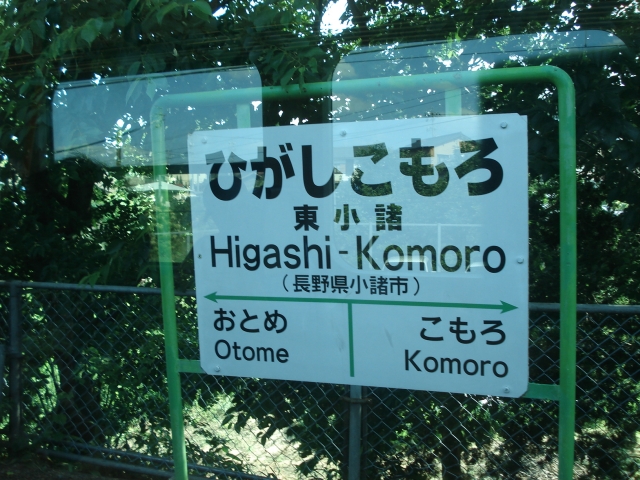 ひがしこもろ
東小諸
Higashi-Komoro
(長野県小諸市)
おとめ こもろ
Otome Komoro